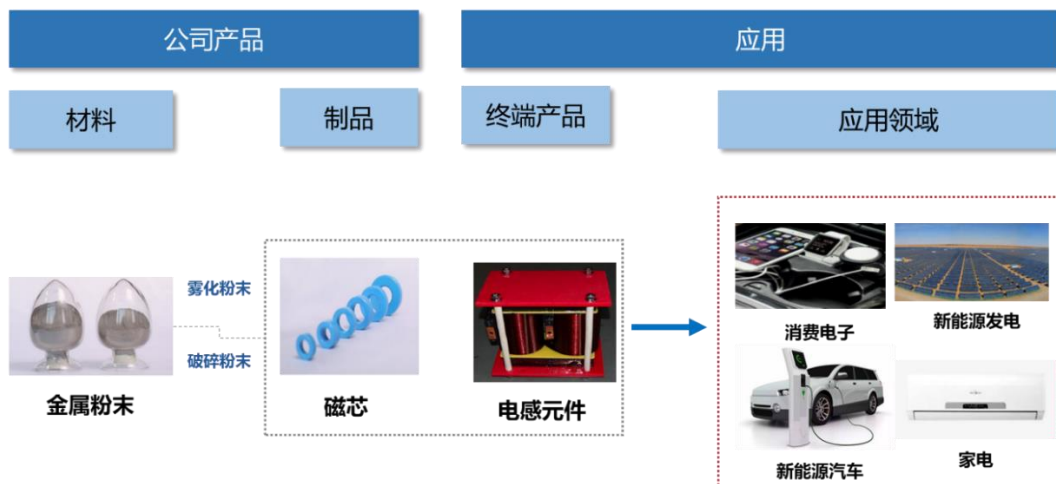 公司产品
应用
材料
制品
终端产品
应用领域
雾化粉末
破碎粉末
金属粉末
磁芯
电感元件
消费电子
新能源发电
新能源汽车
家电